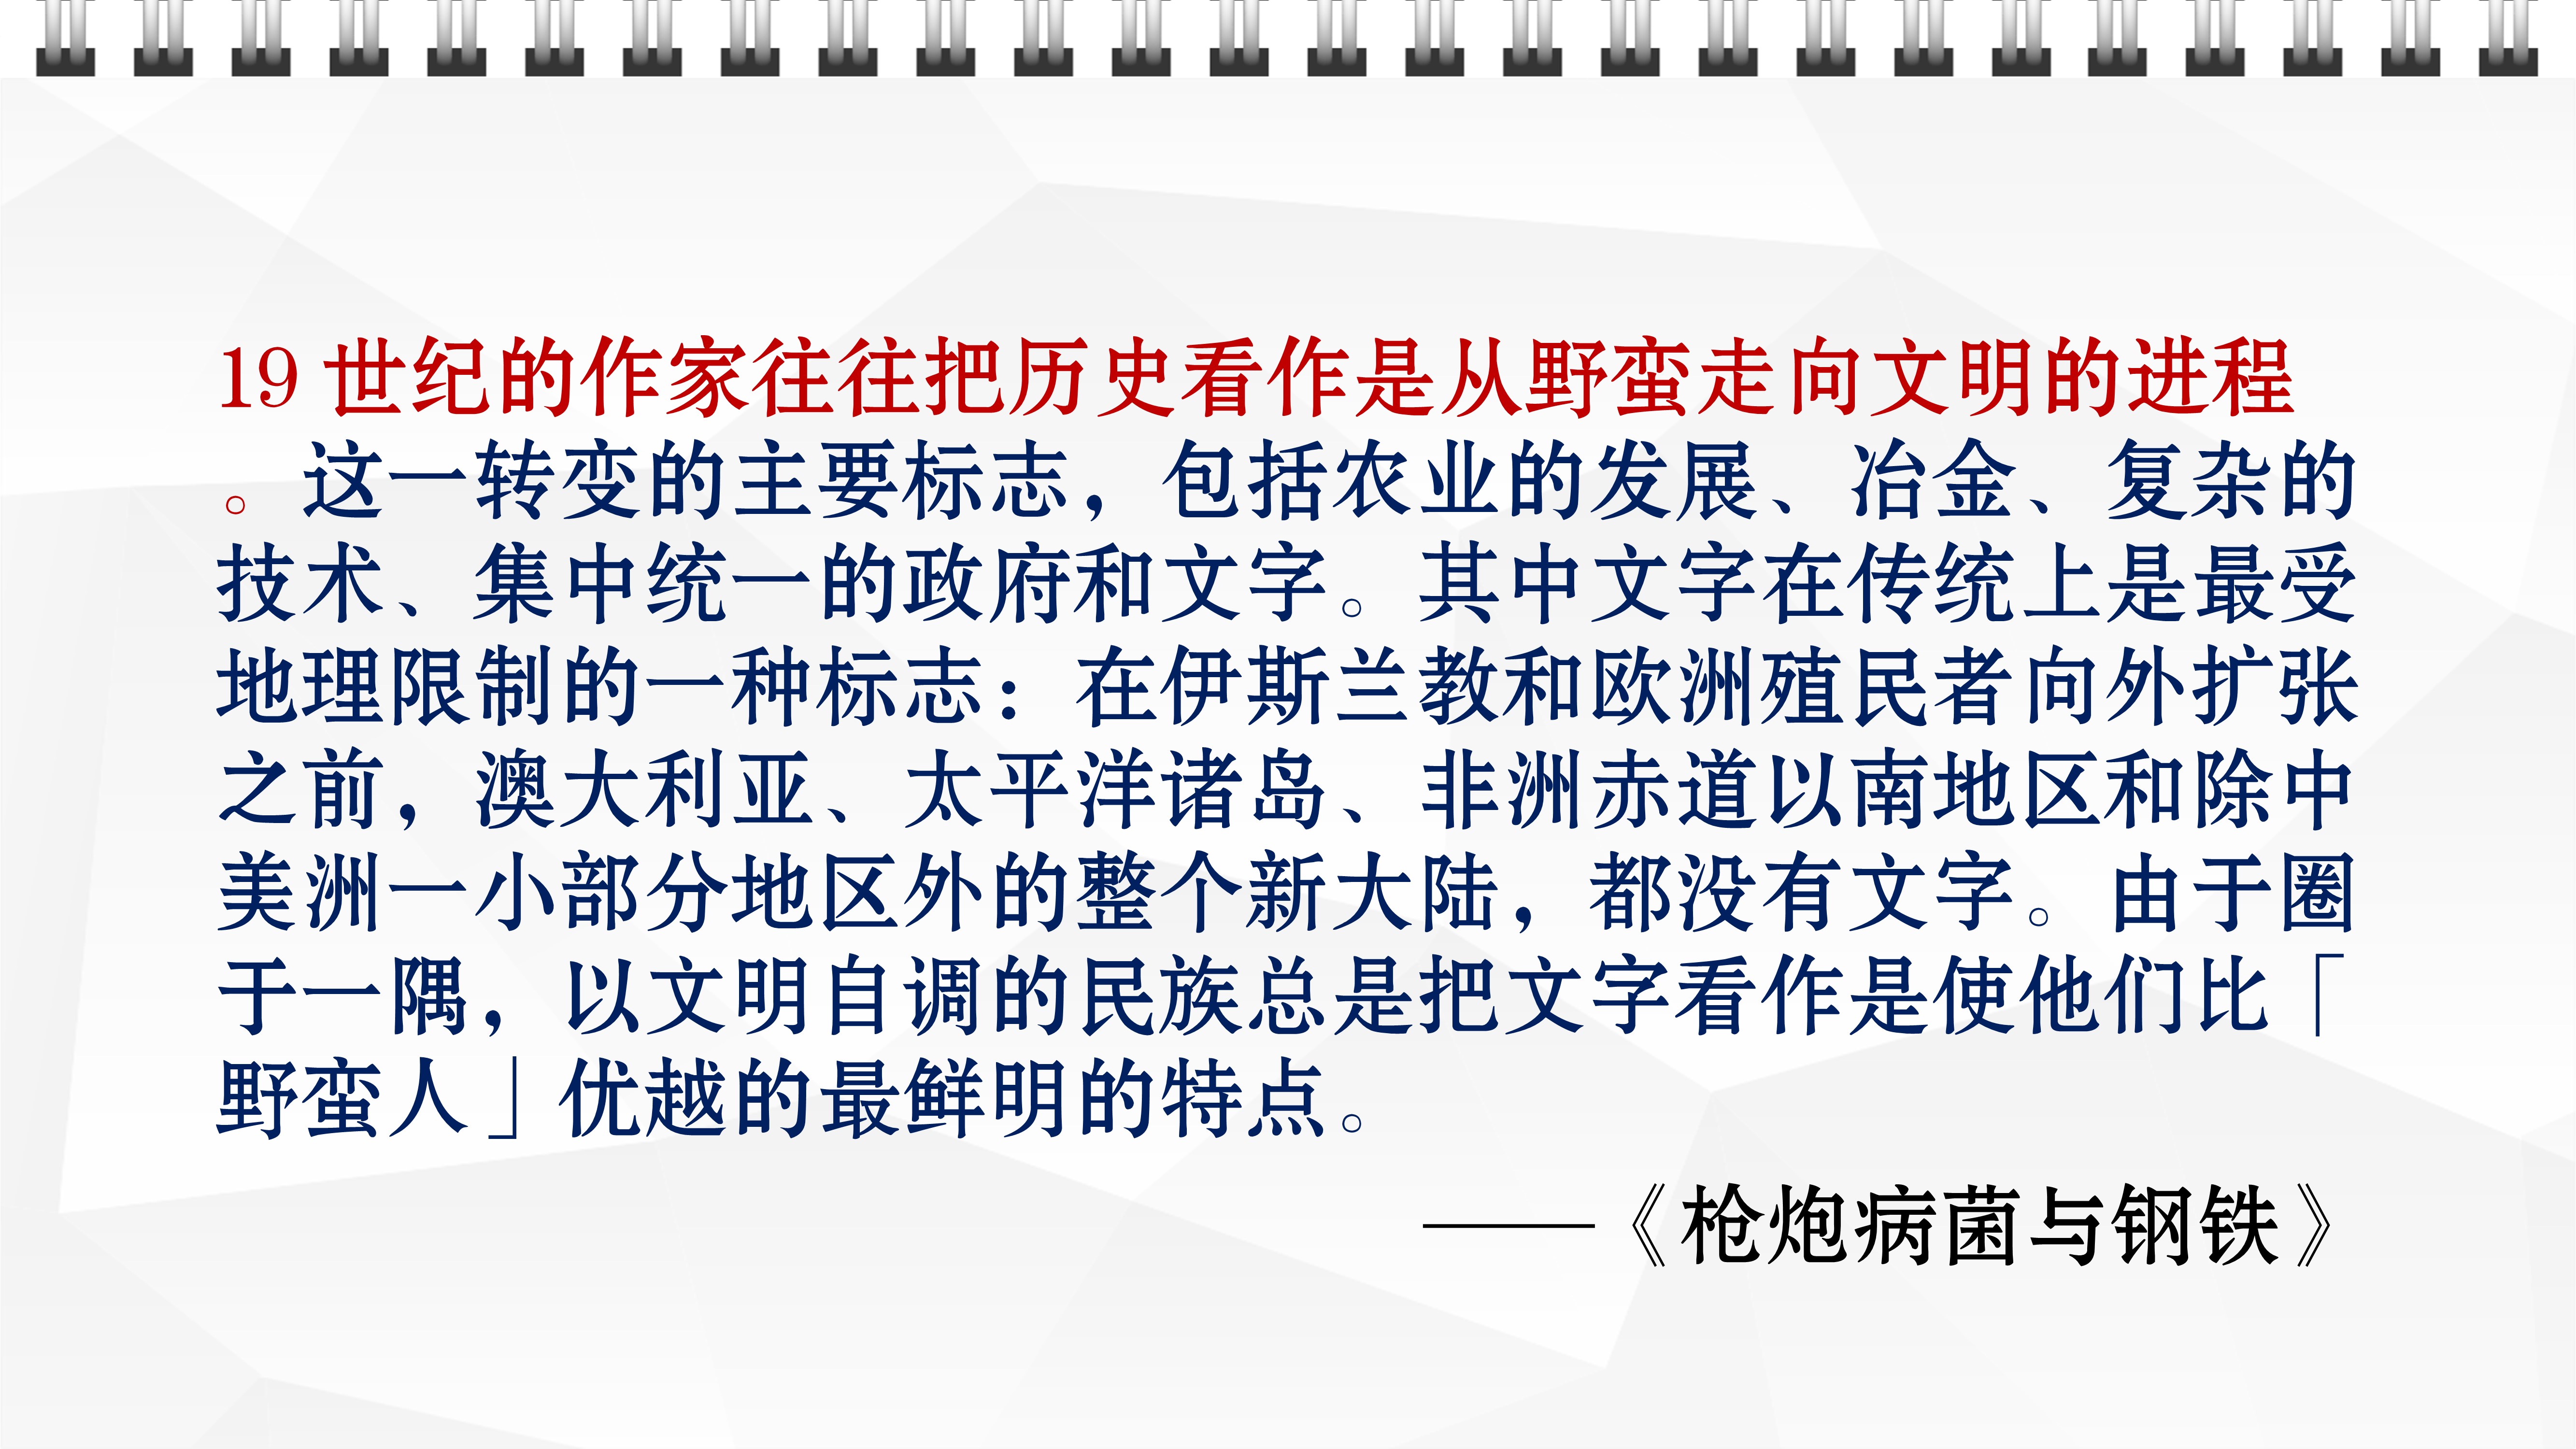 19世纪的作家往往把历史看作是从野蛮走向文明的进程
。这一转变的主要标志，包括农业的发展、冶金、复杂的
技术、集中统一的政府和文字。其中文字在传统上是最受
地理限制的一种标志：在伊斯兰教和欧洲殖民者向外扩张
之前，澳大利亚、太平洋诸岛、非洲赤道以南地区和除中
美洲一小部分地区外的整个新大陆，都没有文字。由于圈
于一隅，以文明自调的民族总是把文字看作是使他们比「
野蛮人」优越的最鲜明的特点。
——《枪炮病菌与钢铁》